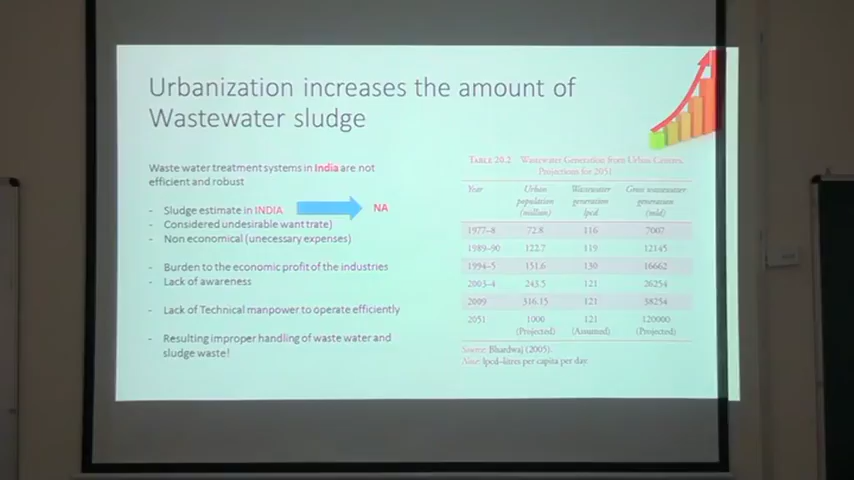 Urbanization increases the amount of
Wastewater sludge
Waste water treatment systems in India are not
efficient and robust
- Sludge estimate in INDIA NA
- Considered undesirable want trate)
- Non economical (unecessary expenses)
- Burden to the economic profit of the industries
- Lack of awareness
- Lack of Technical manpower to operate efficiently
- Resulting improper handling of waste water and
sludge waste!
TABLE 20.2 Wastewater Generation from Urban Centres,
Projections for 2051
Year Urban Wastewater Gross wastewater
population generation generation
(million) lpcd (mld)
1977–8 72.8 116 7007
1989–90 122.7 119 12145
1994–5 151.6 130 16662
2003–4 243.5 121 26254
2009 316.15 121 38254
2051 1000 121 120000
(Projected) (Assumed) (Projected)
Source: Bhardwaj (2005).
Note: lpcd–litres per capita per day.